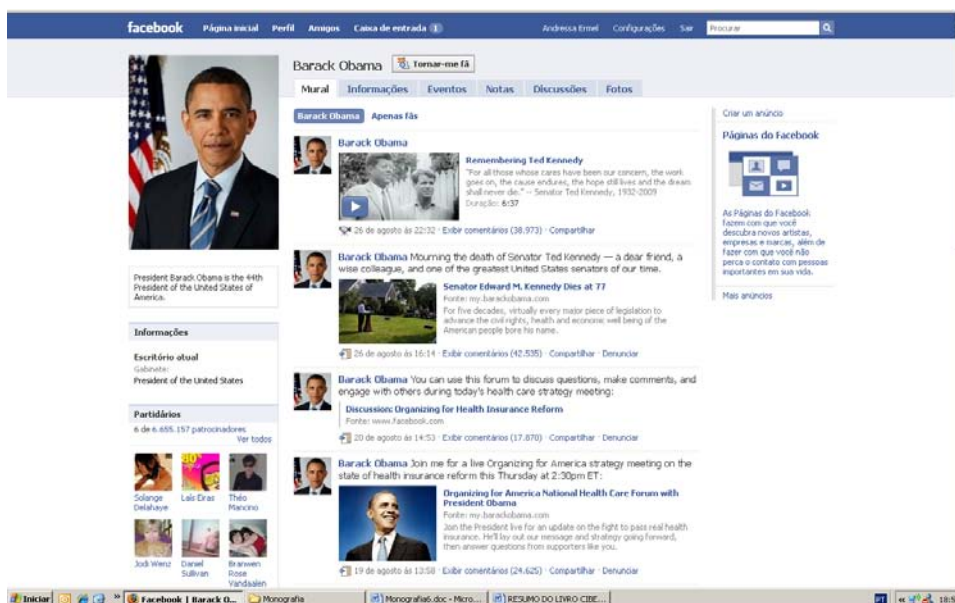 facebook Página inicial Perfil Amigos Caixa de entrada 1 Andressa Ermel Configurações Sair Procurar
Barack Obama Tornar-me fã
Mural Informações Eventos Notas Discussões Fotos
Barack Obama Apenas fãs
Barack Obama
Remembering Ted Kennedy
"For all those whose cares have been our concern, the work
goes on, the cause endures, the hope still lives and the dream
shall never die." -- Senator Ted Kennedy, 1932-2009
Duração: 6:37
26 de agosto às 22:32 · Exibir comentários (38.973) · Compartilhar
Barack Obama Mourning the death of Senator Ted Kennedy — a dear friend, a
wise colleague, and one of the greatest United States senators of our time.
Senator Edward M. Kennedy Dies at 77
Fonte: my.barackobama.com
For five decades, virtually every major piece of legislation to
advance the civil rights, health and economic well being of the
American people bore his name.
26 de agosto às 16:14 · Exibir comentários (42.535) · Compartilhar · Denunciar
Barack Obama You can use this forum to discuss questions, make comments, and
engage with others during today's health care strategy meeting:
Discussion: Organizing for Health Insurance Reform
Fonte: www.facebook.com
20 de agosto às 14:53 · Exibir comentários (17.870) · Compartilhar · Denunciar
Barack Obama Join me for a live Organizing for America strategy meeting on the
state of health insurance reform this Thursday at 2:30pm ET:
Organizing for America National Health Care Forum with
President Obama
Fonte: my.barackobama.com
Join the President live for an update on the fight to pass real health
insurance. He'll lay out our message and strategy going forward,
then answer questions from supporters like you.
19 de agosto às 13:58 · Exibir comentários (24.625) · Compartilhar · Denunciar
President Barack Obama is the 44th
President of the United States of
America.
Informações
Escritório atual
Gabinete:
President of the United States
Partidários
6 de 6.655.157 patrocinadores
Ver todos
Solange
Delahaye
Laís Eiras
Théo
Mancino
Jodi Wenz
Daniel
Sullivan
Branwen
Rose
Vandaalen
Criar um anúncio
Páginas do Facebook
As Páginas do Facebook
fazem com que você
descubra novos artistas,
empresas e marcas, além de
fazer com que você não
perca o contato com pessoas
importantes em sua vida.
Mais anúncios
Iniciar » Facebook | Barack O... Monografia Monografia6.doc - Micro... RESUMO DO LIVRO CIBE... PT «